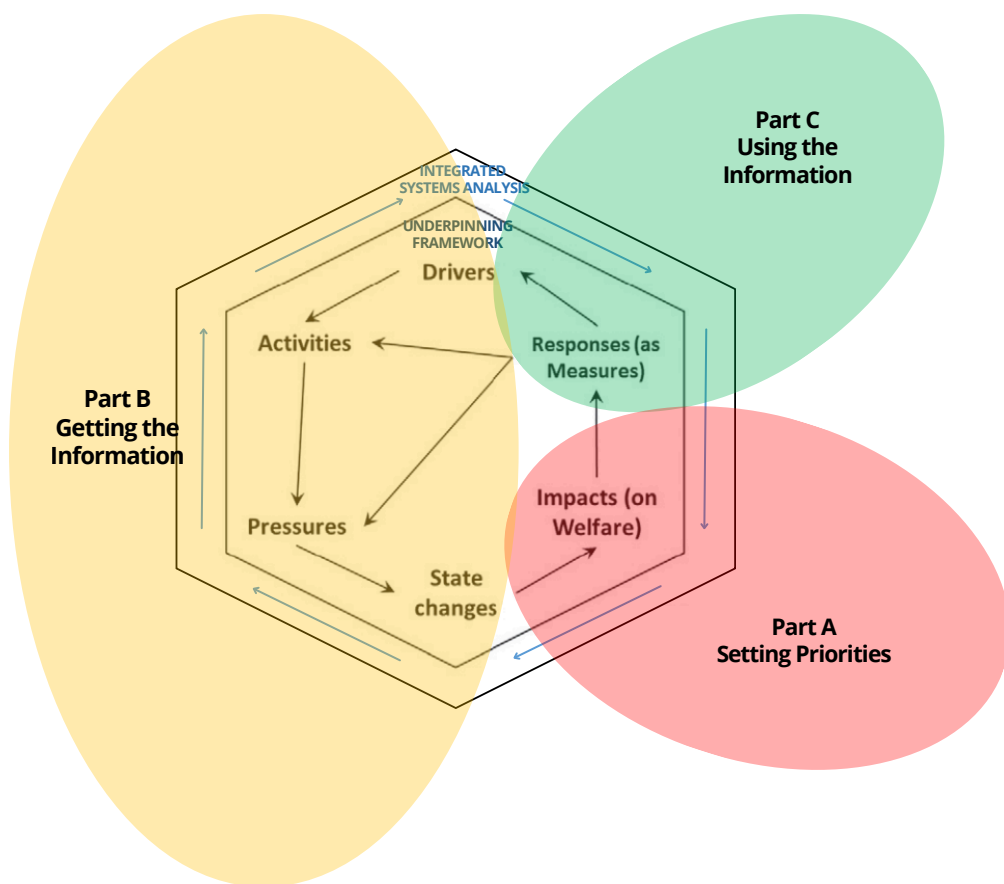 Part C
Using the
Information
INTEGRATED
SYSTEMS ANALYSIS
UNDERPINNING
FRAMEWORK
Drivers
Activities
Responses (as
Measures)
Part B
Getting the
Information
Impacts (on
Welfare)
Pressures
State
changes
Part A
Setting Priorities